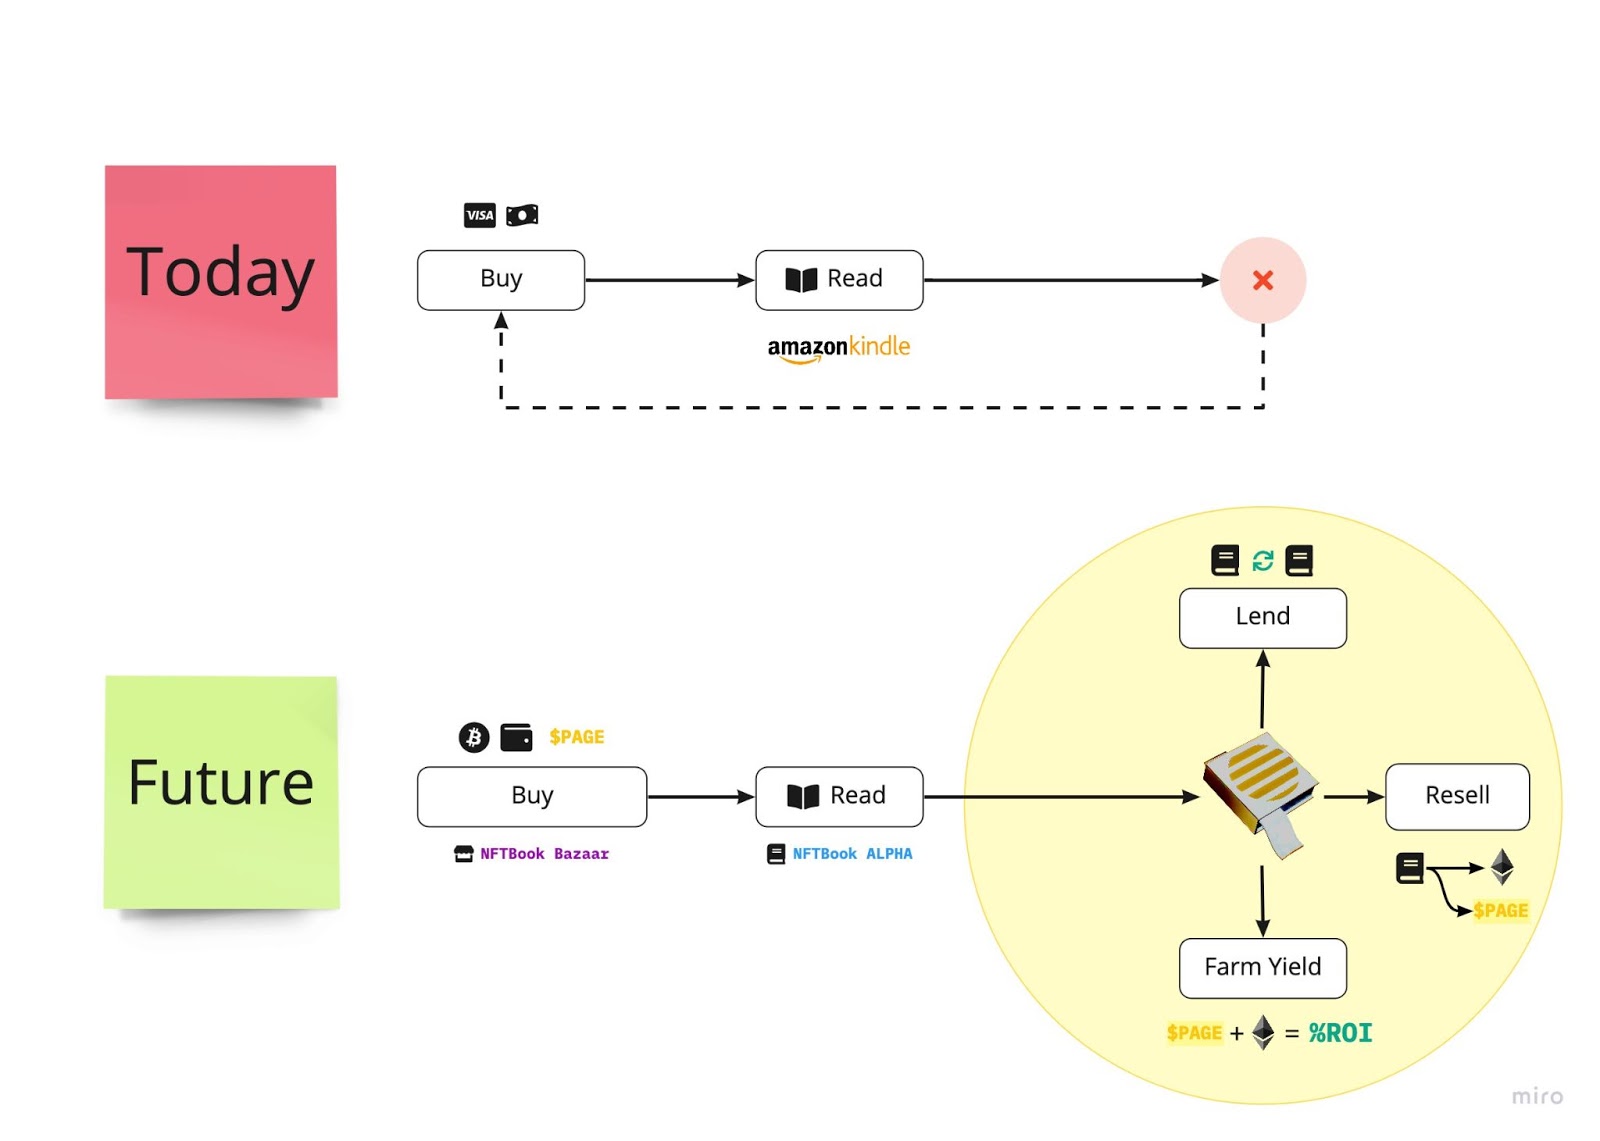 Today
VISA
Buy
Read
amazonkindle
Future
$PAGE
Buy
NFTBook Bazaar
Read
NFTBook ALPHA
Lend
Resell
$PAGE
Farm Yield
$PAGE + = %ROI
miro